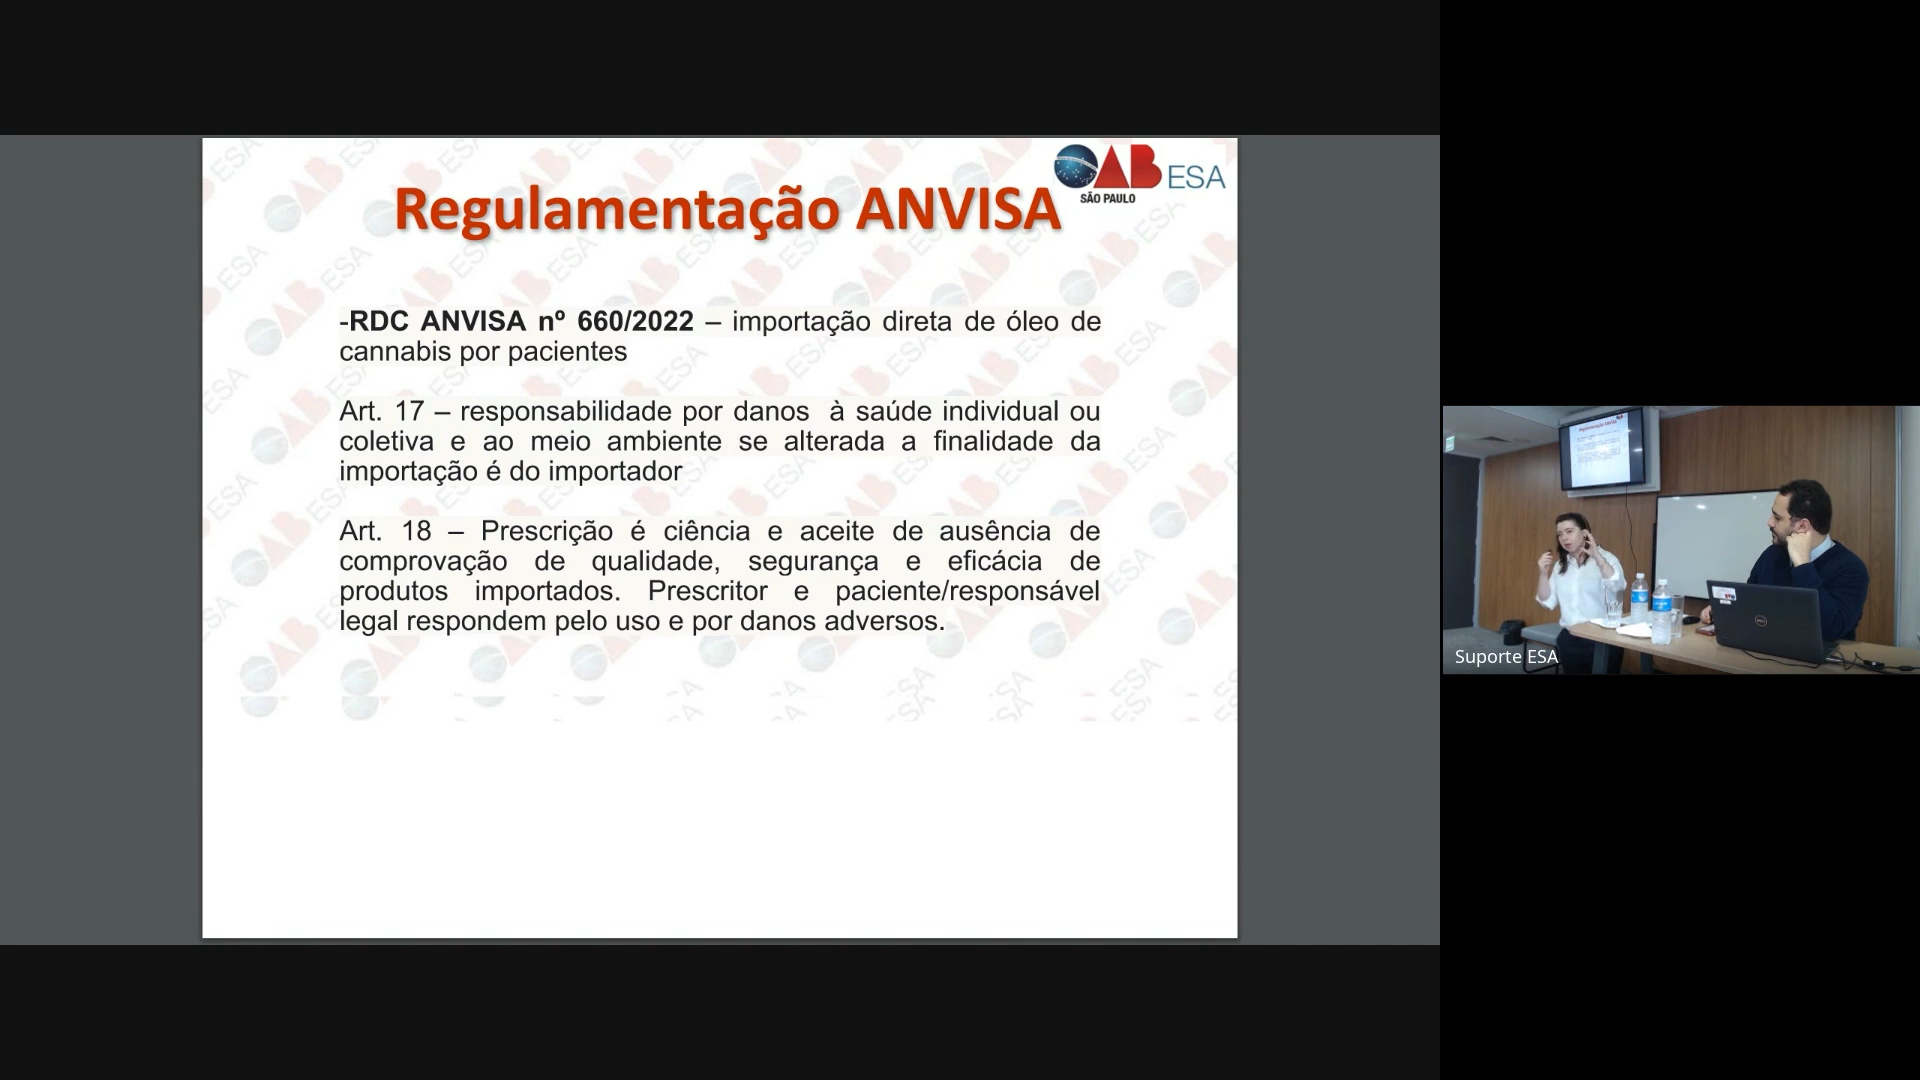 OAB ESA
SÃO PAULO
Regulamentação ANVISA
-RDC ANVISA nº 660/2022 – importação direta de óleo de
cannabis por pacientes
Art. 17 – responsabilidade por danos à saúde individual ou
coletiva e ao meio ambiente se alterada a finalidade da
importação é do importador
Art. 18 – Prescrição é ciência e aceite de ausência de
comprovação de qualidade, segurança e eficácia de
produtos importados. Prescritor e paciente/responsável
legal respondem pelo uso e por danos adversos.
Regulamentação ANVISA
Suporte ESA